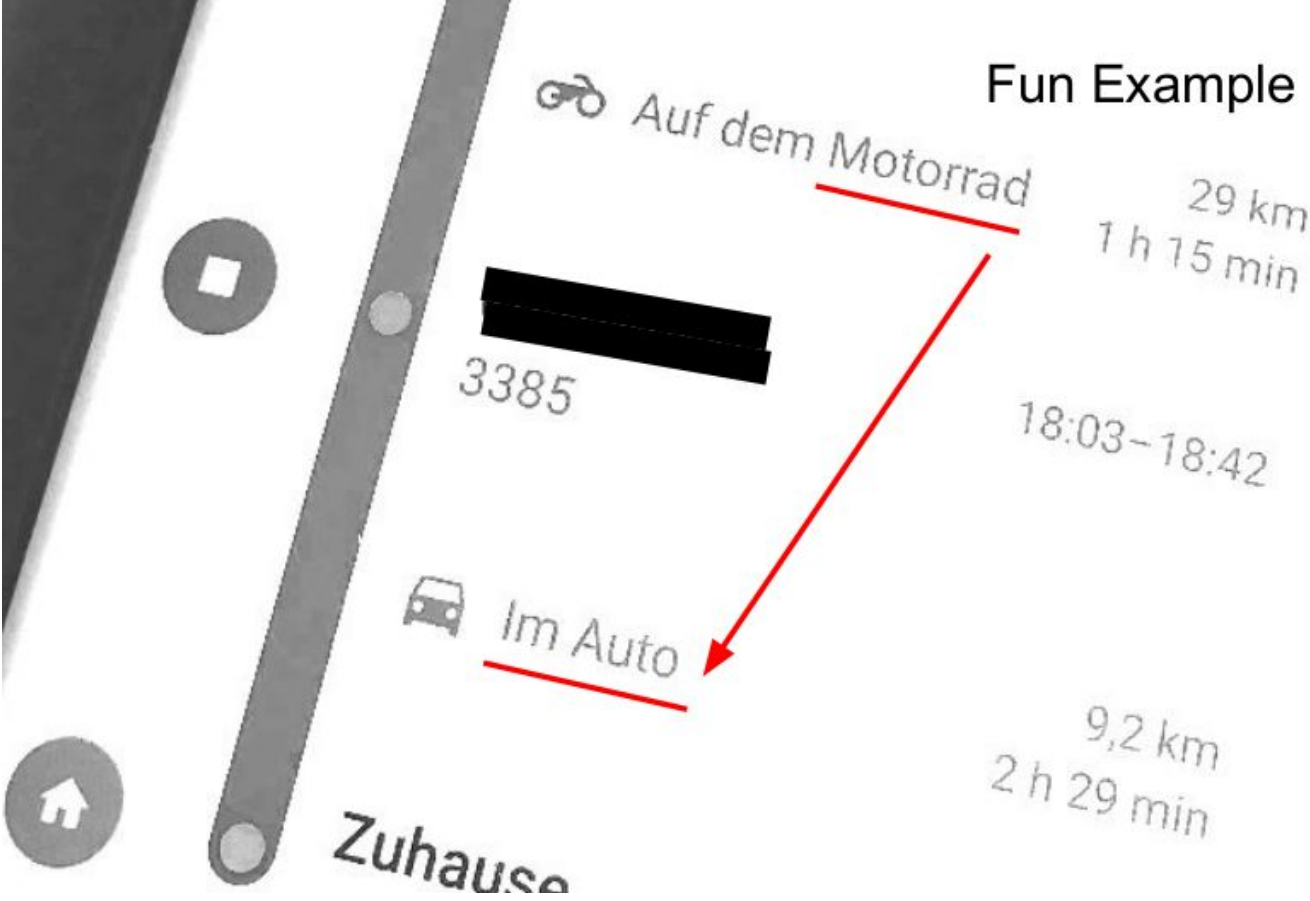 Fun Example
Auf dem Motorrad
29 km
1 h 15 min
3385
18:03–18:42
Im Auto
9,2 km
2 h 29 min
Zuhause